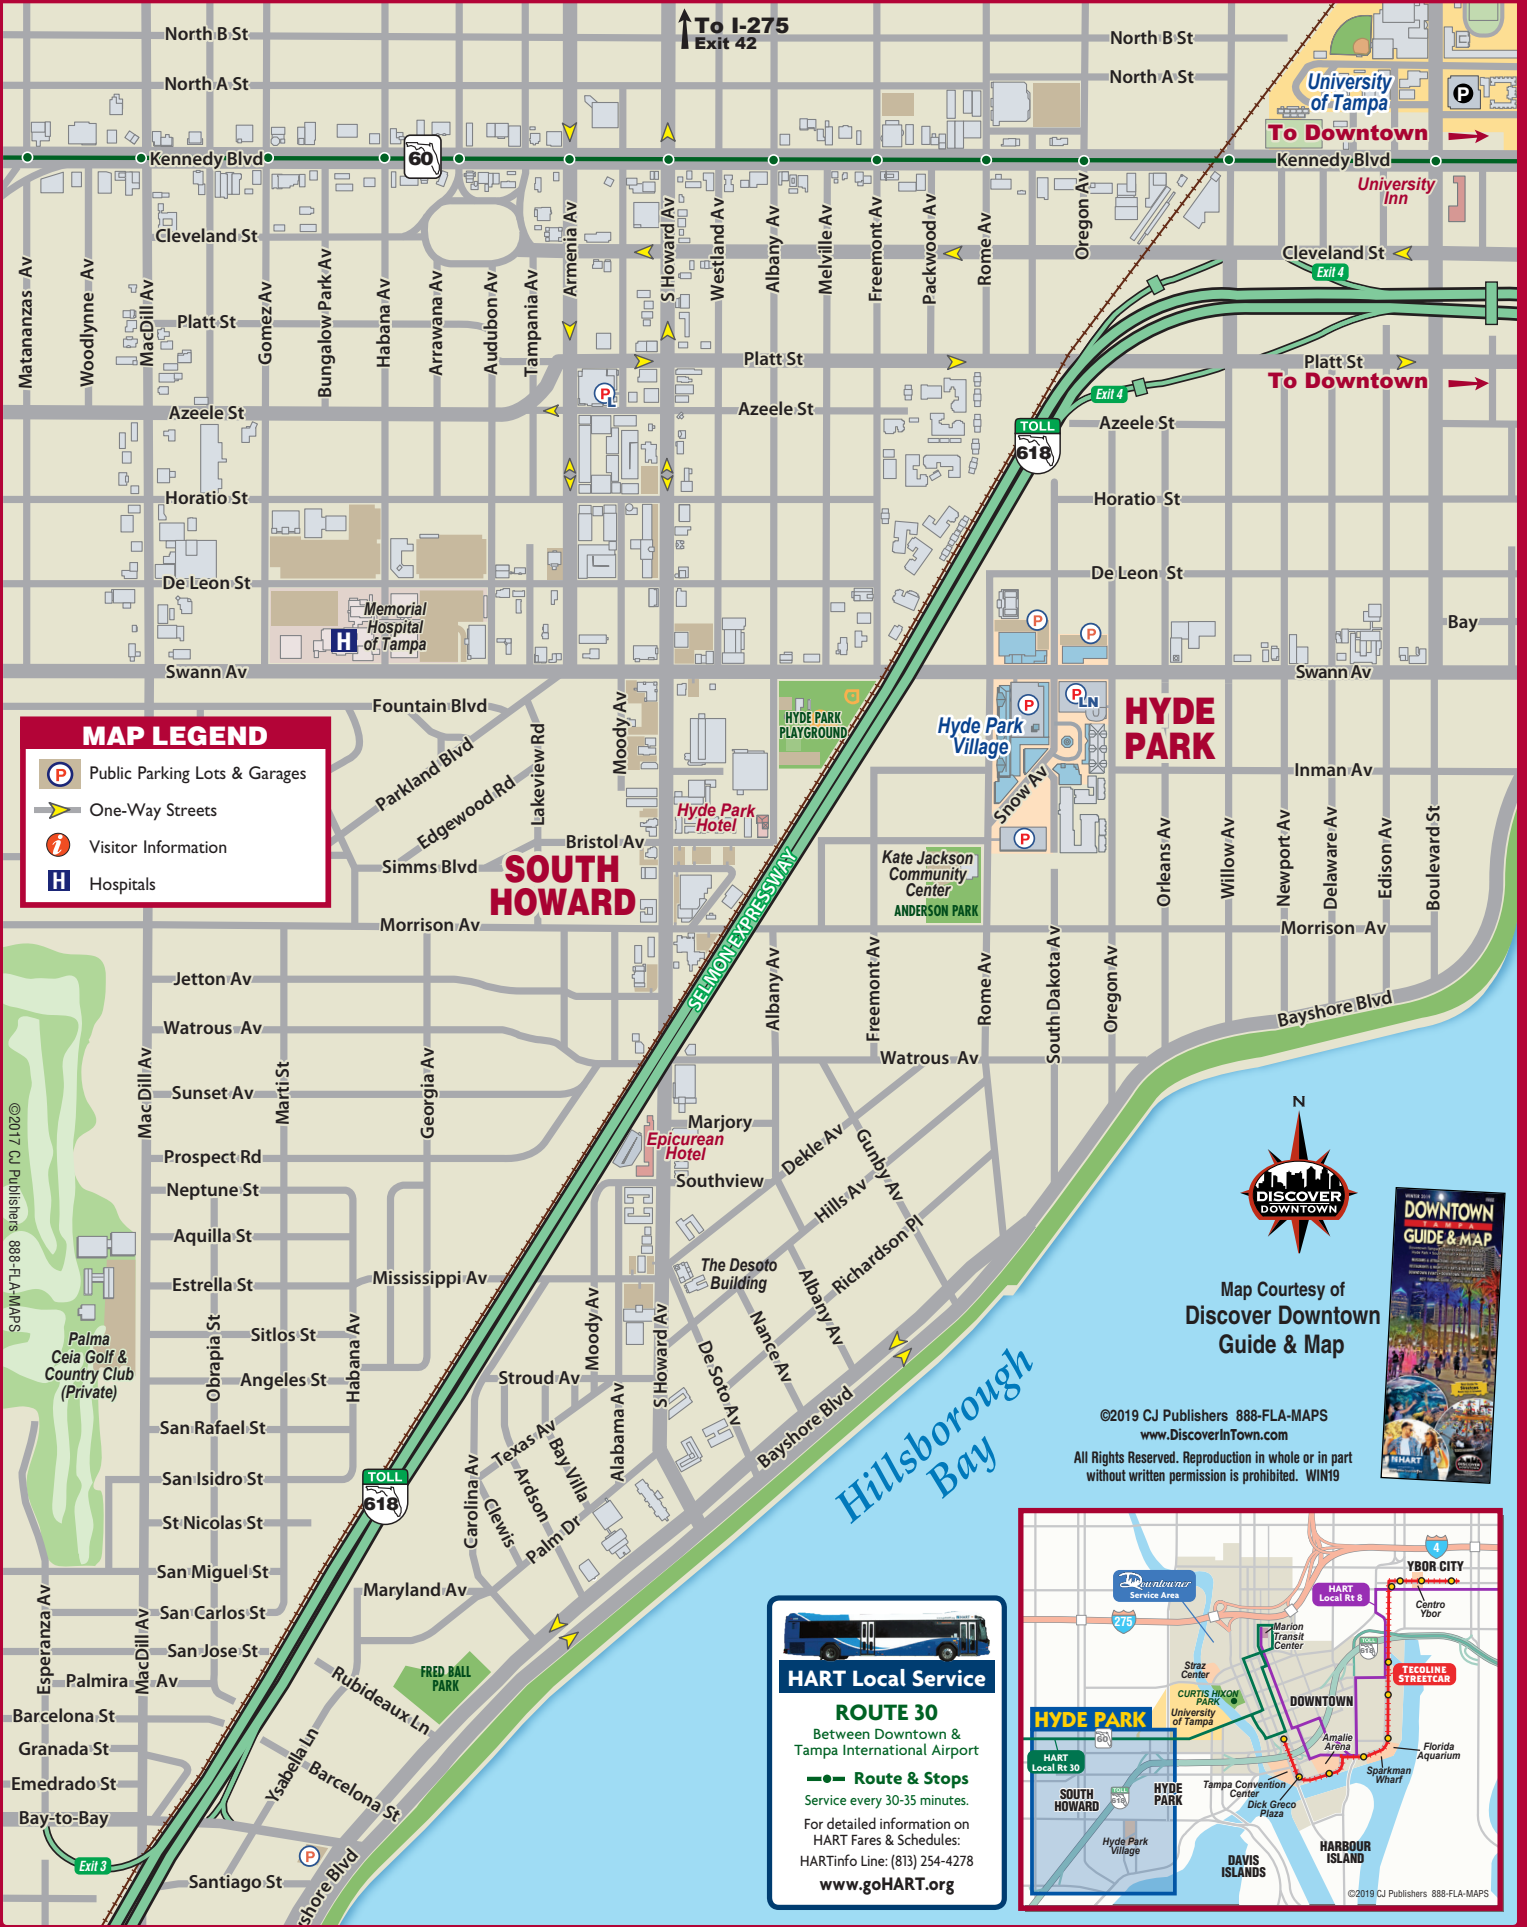 To I-275
Exit 42
North B St
North B St
North A St
North A St
University
of Tampa
P
To Downtown
60
Kennedy Blvd
Kennedy Blvd
University
Inn
Cleveland St
Cleveland St
Exit 4
Matananzas Av
Woodlynne Av
MacDill Av
Gomez Av
Bungalow Park Av
Habana Av
Arrawana Av
Audubon Av
Tampania Av
Armenia Av
S Howard Av
Westland Av
Albany Av
Melville Av
Freemont Av
Packwood Av
Rome Av
Oregon Av
Platt St
Platt St
Platt St
To Downtown
Exit 4
P
L
Azeele St
Azeele St
Azeele St
TOLL
618
Horatio St
Horatio St
De Leon St
De Leon St
Memorial
Hospital
of Tampa
H
P
P
Bay
Swann Av
Swann Av
Fountain Blvd
Parkland Blvd
Edgewood Rd
Lakeview Rd
Moody Av
HYDE PARK
PLAYGROUND
Hyde Park
Village
P
P
LN
HYDE
PARK
Inman Av
Snow Av
P
Hyde Park
Hotel
Bristol Av
Simms Blvd
SOUTH
HOWARD
MAP LEGEND
P Public Parking Lots & Garages
One-Way Streets
i Visitor Information
H Hospitals
Kate Jackson
Community
Center
ANDERSON PARK
Orleans Av
Willow Av
Newport Av
Delaware Av
Edison Av
Boulevard St
Morrison Av
Morrison Av
SELMON EXPRESSWAY
Jetton Av
Watrous Av
Watrous Av
Albany Av
Freemont Av
Rome Av
South Dakota Av
Oregon Av
Bayshore Blvd
Mac Dill Av
Marti St
Georgia Av
Sunset Av
Prospect Rd
Marjory
Epicurean
Hotel
Southview
Dekle Av
Gunby Av
Hills Av
Richardson Pl
Neptune St
Aquilla St
Estrella St
Mississippi Av
The Desoto
Building
Albany Av
Nance Av
De Soto Av
Moody Av
S Howard Av
Sitlos St
Obrapia St
Habana Av
Angeles St
Stroud Av
Alabama Av
Palma
Ceia Golf &
Country Club
(Private)
©2017 CJ Publishers 888-FLA-MAPS
San Rafael St
San Isidro St
TOLL
618
Texas Av
Bay Villa
Ardson
Clewis
Carolina Av
Palm Dr
Bayshore Blvd
Hillsborough
Bay
St Nicolas St
San Miguel St
Maryland Av
San Carlos St
San Jose St
Esperanza Av
MacDill Av
Palmira Av
FRED BALL
PARK
Rubideaux Ln
Barcelona St
Granada St
Emedrado St
Bay-to-Bay
Ysabella Ln
Barcelona St
Exit 3
P
Santiago St
shore Blvd
N
DISCOVER
DOWNTOWN
Map Courtesy of
Discover Downtown
Guide & Map
WINTER 2019
DOWNTOWN
TAMPA
GUIDE & MAP
HART
©2019 CJ Publishers 888-FLA-MAPS
www.DiscoverInTown.com
All Rights Reserved. Reproduction in whole or in part
without written permission is prohibited. WIN19
HART Local Service
ROUTE 30
Between Downtown &
Tampa International Airport
Route & Stops
Service every 30-35 minutes.
For detailed information on
HART Fares & Schedules:
HARTinfo Line: (813) 254-4278
www.goHART.org
4
YBOR CITY
Downtowner
Service Area
HART
Local Rt 8
Centro
Ybor
275
Marion
Transit
Center
TOLL
618
Straz
Center
TECOLINE
STREETCAR
CURTIS HIXON
PARK
DOWNTOWN
University
of Tampa
HYDE PARK
60
Amalie
Arena
Florida
Aquarium
HART
Local Rt 30
Sparkman
Wharf
Tampa Convention
Center
Dick Greco
Plaza
SOUTH
HOWARD
TOLL
618
HYDE
PARK
Hyde Park
Village
DAVIS
ISLANDS
HARBOUR
ISLAND
©2019 CJ Publishers 888-FLA-MAPS